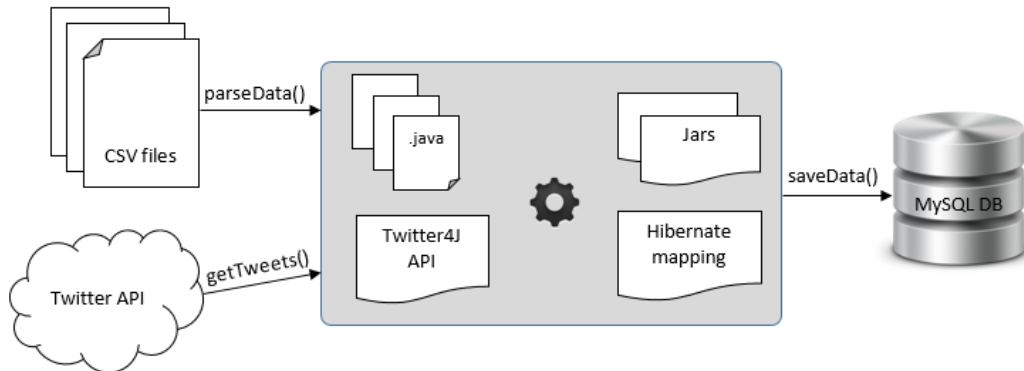 CSV files
parseData()
.java
Jars
saveData()
MySQL DB
Twitter4J
API
Hibernate
mapping
getTweets()
Twitter API